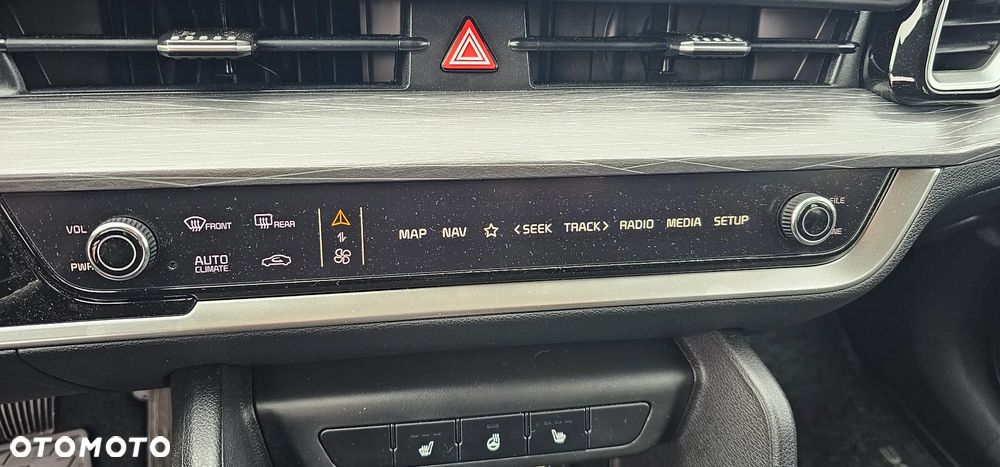 VOL
PWR
FRONT
REAR
AUTO
CLIMATE
MAP NAV <SEEK TRACK> RADIO MEDIA SETUP
FILE
OTOMOTO